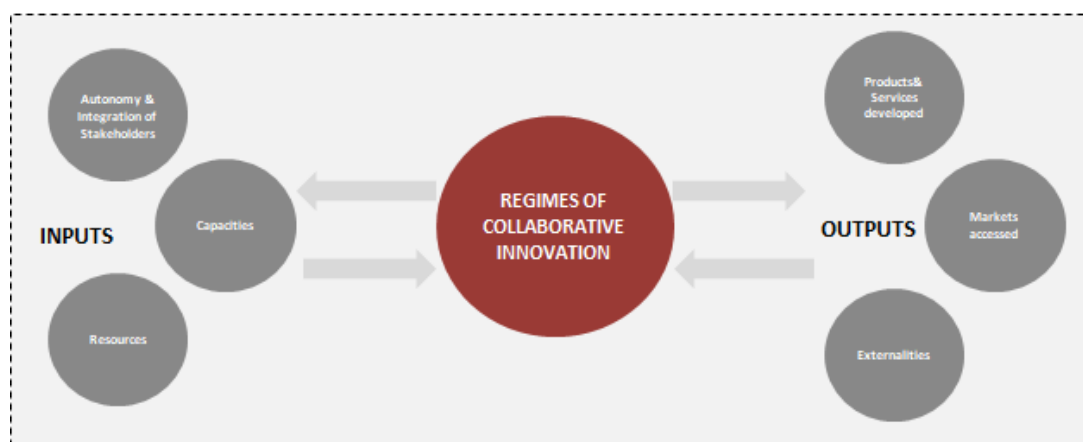 Autonomy &
Integration of
Stakeholders
Capacities
INPUTS
Resources
REGIMES OF
COLLABORATIVE
INNOVATION
Products&
Services
developed
OUTPUTS
Markets
accessed
Externalities